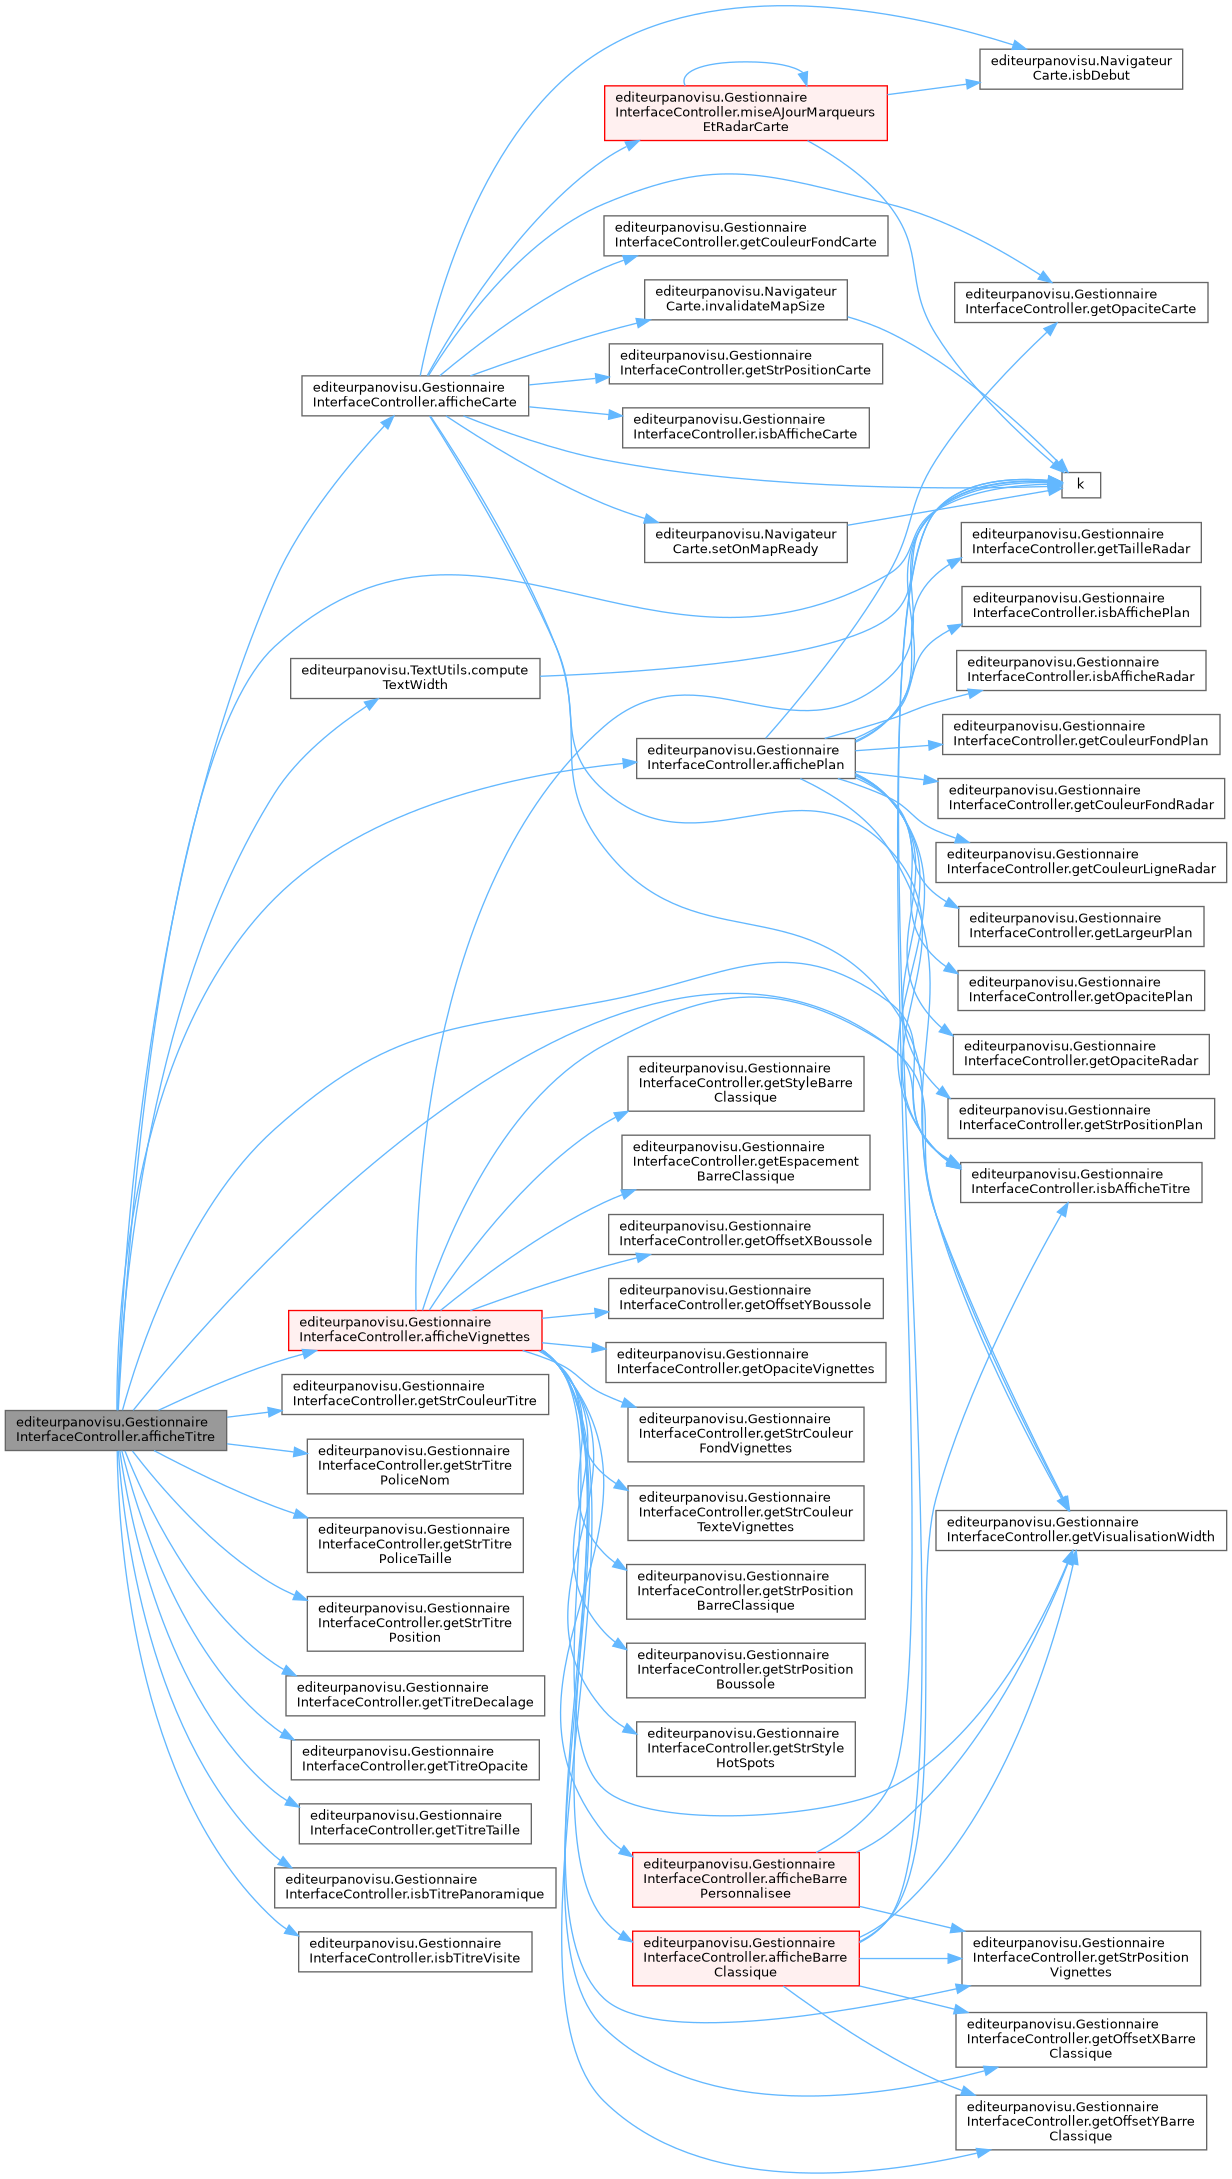 editeurpanovisu.Navigateur
Carte.isbDebut
editeurpanovisu.Gestionnaire
InterfaceController.miseAJourMarqueurs
EtRadarCarte
editeurpanovisu.Gestionnaire
InterfaceController.getCouleurFondCarte
editeurpanovisu.Navigateur
Carte.invalidateMapSize
editeurpanovisu.Gestionnaire
InterfaceController.getOpaciteCarte
editeurpanovisu.Gestionnaire
InterfaceController.getStrPositionCarte
editeurpanovisu.Gestionnaire
InterfaceController.afficheCarte
editeurpanovisu.Gestionnaire
InterfaceController.isbAfficheCarte
k
editeurpanovisu.Navigateur
Carte.setOnMapReady
editeurpanovisu.Gestionnaire
InterfaceController.getTailleRadar
editeurpanovisu.Gestionnaire
InterfaceController.isbAffichePlan
editeurpanovisu.TextUtils.compute
TextWidth
editeurpanovisu.Gestionnaire
InterfaceController.isbAfficheRadar
editeurpanovisu.Gestionnaire
InterfaceController.getCouleurFondPlan
editeurpanovisu.Gestionnaire
InterfaceController.affichePlan
editeurpanovisu.Gestionnaire
InterfaceController.getCouleurFondRadar
editeurpanovisu.Gestionnaire
InterfaceController.getCouleurLigneRadar
editeurpanovisu.Gestionnaire
InterfaceController.getLargeurPlan
editeurpanovisu.Gestionnaire
InterfaceController.getOpacitePlan
editeurpanovisu.Gestionnaire
InterfaceController.getOpaciteRadar
editeurpanovisu.Gestionnaire
InterfaceController.getStyleBarre
Classique
editeurpanovisu.Gestionnaire
InterfaceController.getStrPositionPlan
editeurpanovisu.Gestionnaire
InterfaceController.getEspacement
BarreClassique
editeurpanovisu.Gestionnaire
InterfaceController.isbAfficheTitre
editeurpanovisu.Gestionnaire
InterfaceController.getOffsetXBoussole
editeurpanovisu.Gestionnaire
InterfaceController.getOffsetYBoussole
editeurpanovisu.Gestionnaire
InterfaceController.afficheVignettes
editeurpanovisu.Gestionnaire
InterfaceController.getOpaciteVignettes
editeurpanovisu.Gestionnaire
InterfaceController.getStrCouleurTitre
editeurpanovisu.Gestionnaire
InterfaceController.afficheTitre
editeurpanovisu.Gestionnaire
InterfaceController.getStrCouleur
FondVignettes
editeurpanovisu.Gestionnaire
InterfaceController.getStrTitre
PoliceNom
editeurpanovisu.Gestionnaire
InterfaceController.getStrCouleur
TexteVignettes
editeurpanovisu.Gestionnaire
InterfaceController.getVisualisationWidth
editeurpanovisu.Gestionnaire
InterfaceController.getStrTitre
PoliceTaille
editeurpanovisu.Gestionnaire
InterfaceController.getStrPosition
BarreClassique
editeurpanovisu.Gestionnaire
InterfaceController.getStrTitre
Position
editeurpanovisu.Gestionnaire
InterfaceController.getStrPosition
Boussole
editeurpanovisu.Gestionnaire
InterfaceController.getTitreDecalage
editeurpanovisu.Gestionnaire
InterfaceController.getStrStyle
HotSpots
editeurpanovisu.Gestionnaire
InterfaceController.getTitreOpacite
editeurpanovisu.Gestionnaire
InterfaceController.getTitreTaille
editeurpanovisu.Gestionnaire
InterfaceController.afficheBarre
Personnalisee
editeurpanovisu.Gestionnaire
InterfaceController.isbTitrePanoramique
editeurpanovisu.Gestionnaire
InterfaceController.isbTitreVisite
editeurpanovisu.Gestionnaire
InterfaceController.afficheBarre
Classique
editeurpanovisu.Gestionnaire
InterfaceController.getStrPosition
Vignettes
editeurpanovisu.Gestionnaire
InterfaceController.getOffsetXBarre
Classique
editeurpanovisu.Gestionnaire
InterfaceController.getOffsetYBarre
Classique